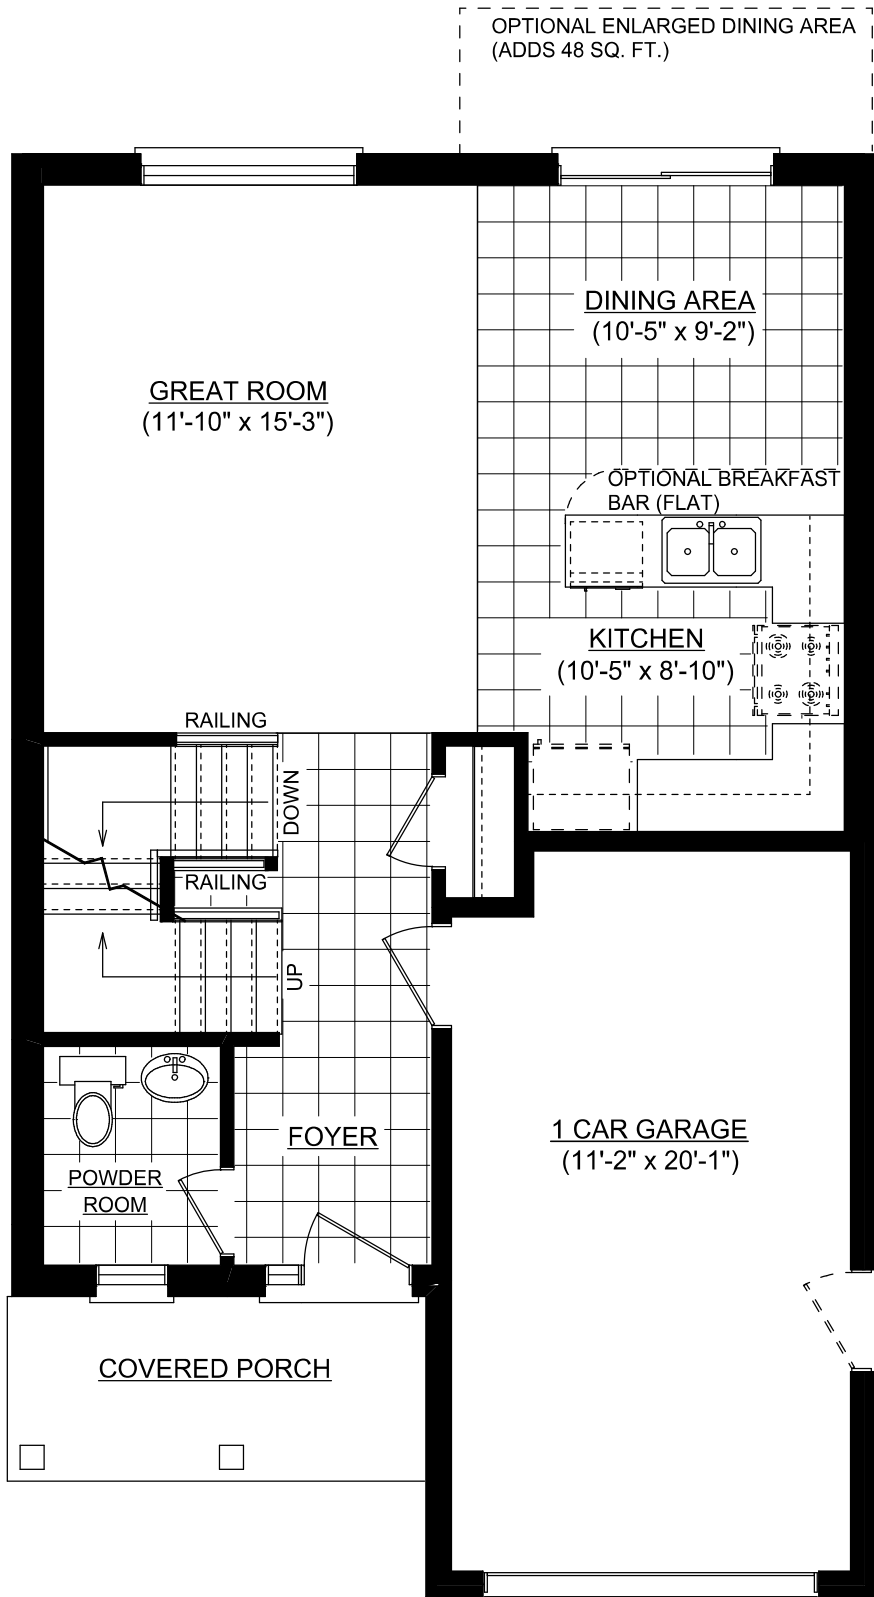 OPTIONAL ENLARGED DINING AREA
(ADDS 48 SQ. FT.)
DINING AREA
(10'-5" x 9'-2")
GREAT ROOM
(11'-10" x 15'-3")
OPTIONAL BREAKFAST
BAR (FLAT)
KITCHEN
(10'-5" x 8'-10")
RAILING
DOWN
RAILING
UP
FOYER
1 CAR GARAGE
(11'-2" x 20'-1")
POWDER
ROOM
COVERED PORCH